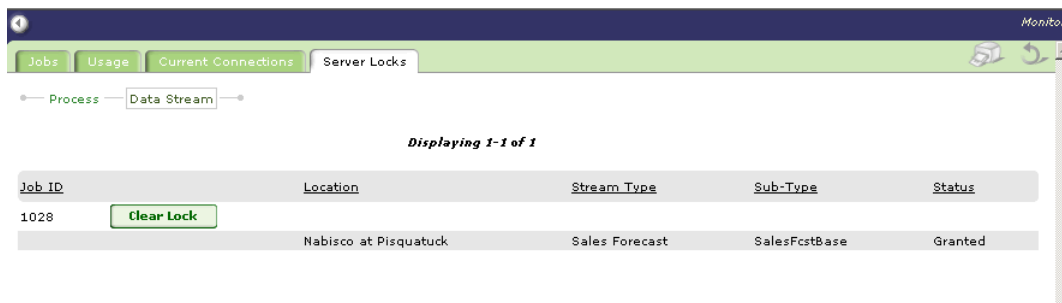 Monitor
Jobs Usage Current Connections Server Locks
Process Data Stream
Displaying 1-1 of 1
Job ID Location Stream Type Sub-Type Status
1028 Clear Lock
Nabisco at Pisquatuck Sales Forecast SalesFcstBase Granted